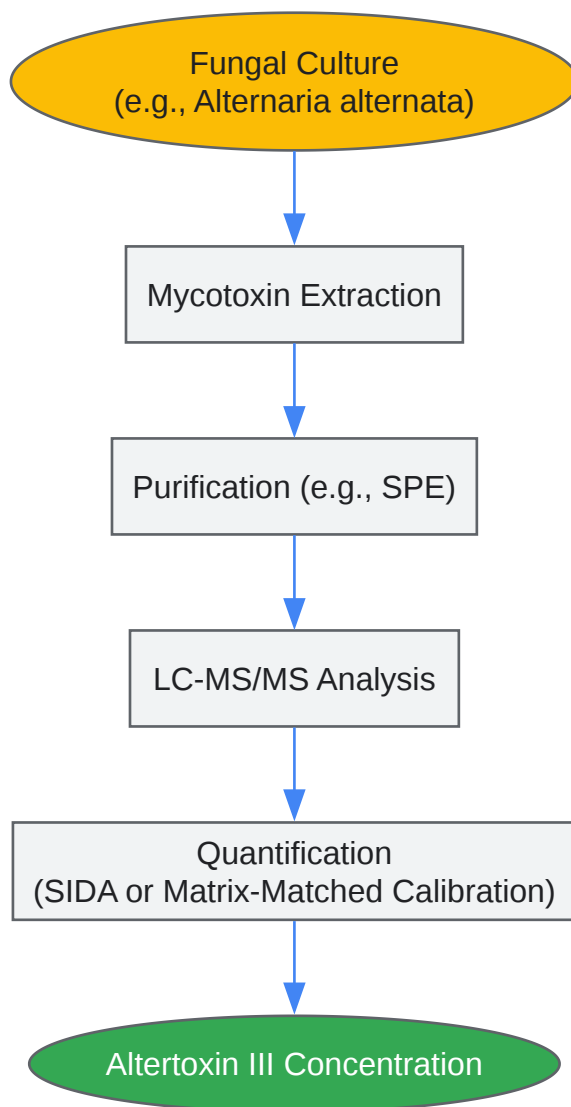 Fungal Culture
(e.g., Alternaria alternata)
Mycotoxin Extraction
Purification (e.g., SPE)
LC-MS/MS Analysis
Quantification
(SIDA or Matrix-Matched Calibration)
Altertoxin III Concentration